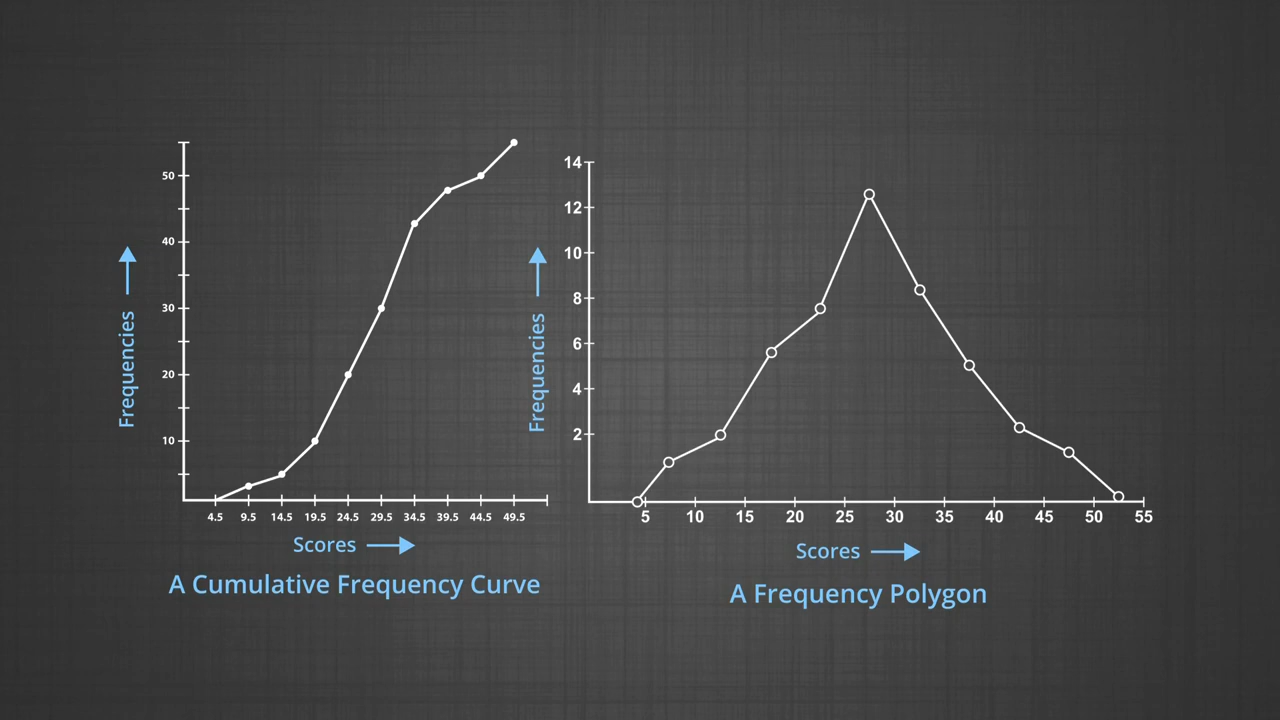 50
40
30
20
10
Frequencies
4.5 9.5 14.5 19.5 24.5 29.5 34.5 39.5 44.5 49.5
Scores
A Cumulative Frequency Curve
14
12
10
8
6
4
2
Frequencies
5 10 15 20 25 30 35 40 45 50 55
Scores
A Frequency Polygon